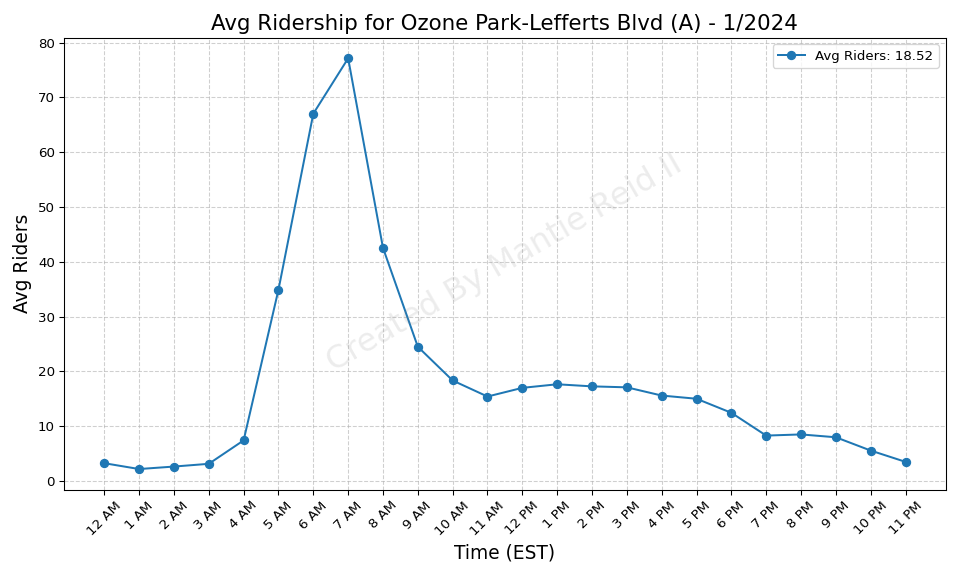 Avg Ridership for Ozone Park-Lefferts Blvd (A) - 1/2024
Avg Riders: 18.52
80
70
60
50
40
30
20
10
0
Avg Riders
Created By Mantie Reid II
12 AM
1 AM
2 AM
3 AM
4 AM
5 AM
6 AM
7 AM
8 AM
9 AM
10 AM
11 AM
12 PM
1 PM
2 PM
3 PM
4 PM
5 PM
6 PM
7 PM
8 PM
9 PM
10 PM
11 PM
Time (EST)